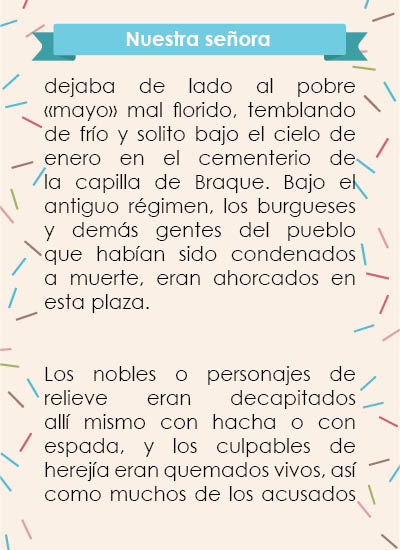 Nuestra señora
dejaba de lado al pobre
«mayo» mal florido, temblando
de frío y solito bajo el cielo de
enero en el cementerio de
la capilla de Braque. Bajo el
antiguo régimen, los burgueses
y demás gentes del pueblo
que habían sido condenados
a muerte, eran ahorcados en
esta plaza.
Los nobles o personajes de
relieve eran decapitados
allí mismo con hacha o con
espada, y los culpables de
herejía eran quemados vivos, así
como muchos de los acusados